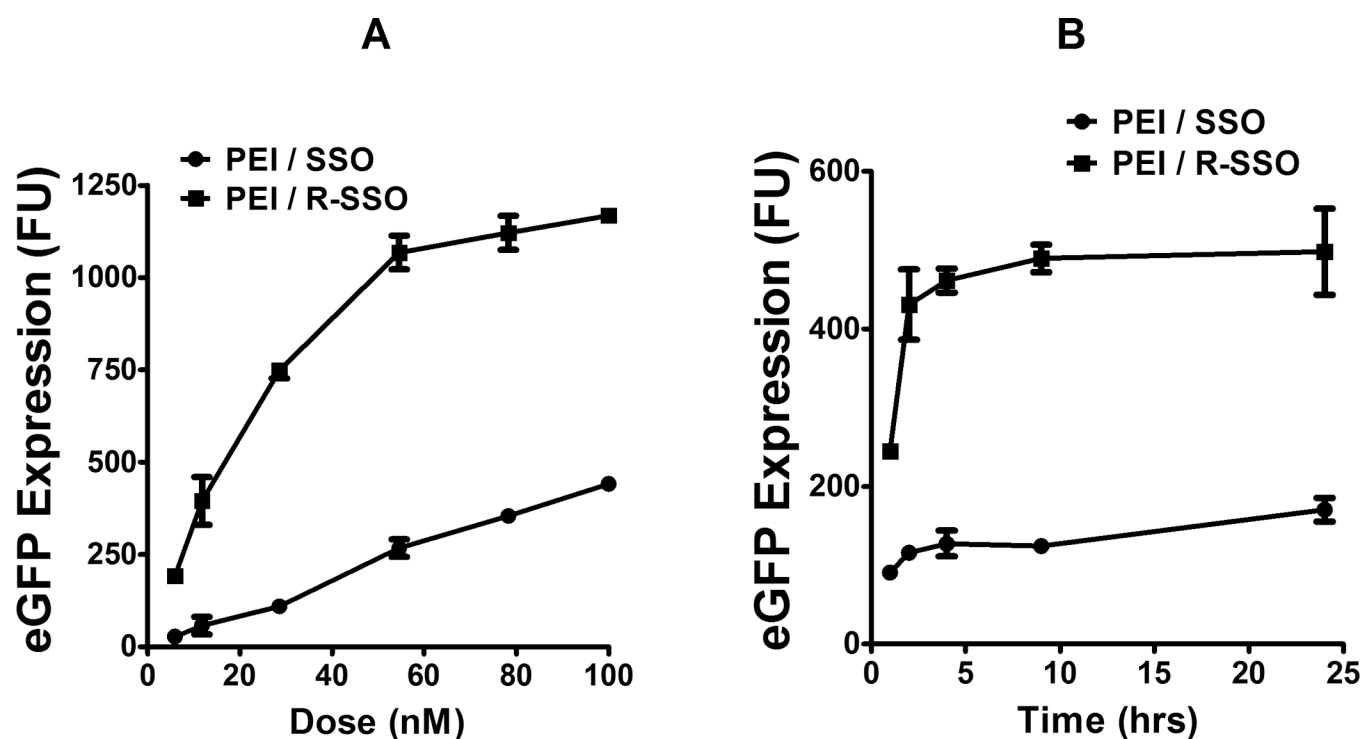 A
PEI / SSO
PEI / R-SSO
eGFP Expression (FU)
1250
1000
750
500
250
0
0 20 40 60 80 100
Dose (nM)
B
PEI / SSO
PEI / R-SSO
eGFP Expression (FU)
600
400
200
0
0 5 10 15 20 25
Time (hrs)